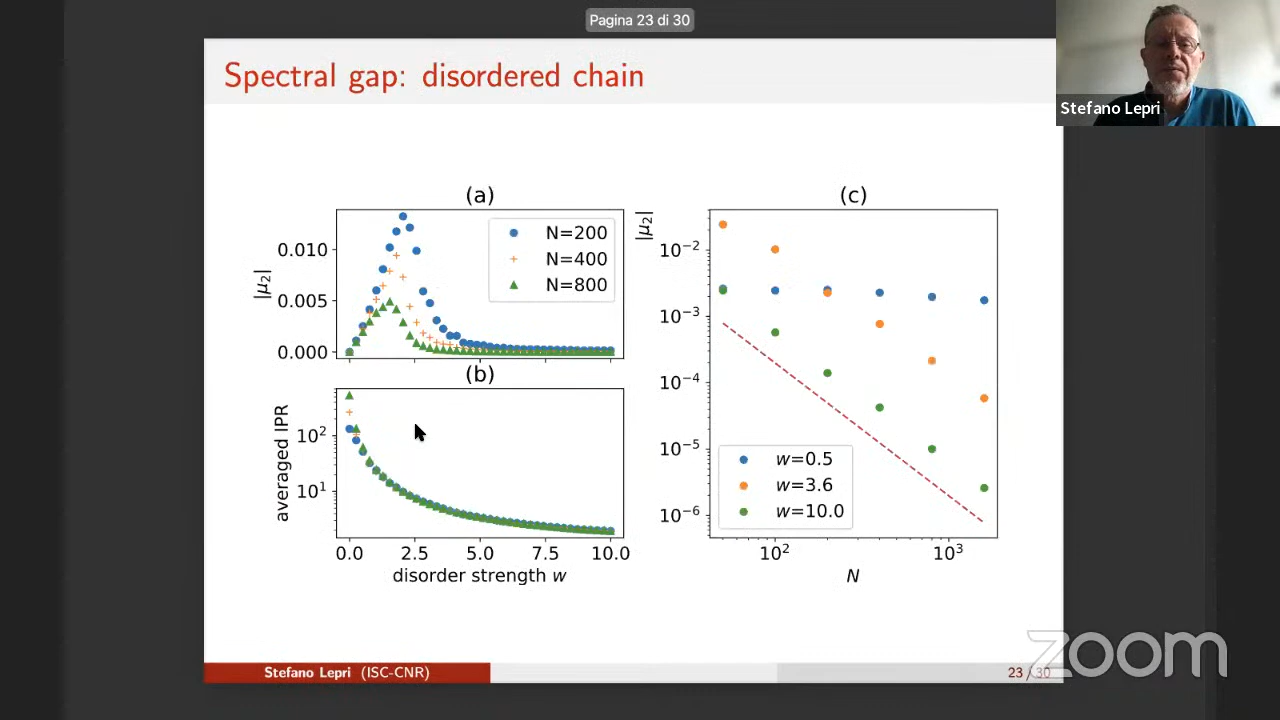 Pagina 23 di 30
Spectral gap: disordered chain
Stefano Lepri
(a)
|μ₂|
0.010
0.005
0.000
N=200
N=400
N=800
(b)
averaged IPR
10²
10¹
0.0 2.5 5.0 7.5 10.0
disorder strength w
(c)
|μ₂|
10⁻²
10⁻³
10⁻⁴
10⁻⁵
10⁻⁶
w=0.5
w=3.6
w=10.0
10² 10³
N
Stefano Lepri (ISC-CNR)
23 / 30
zoom